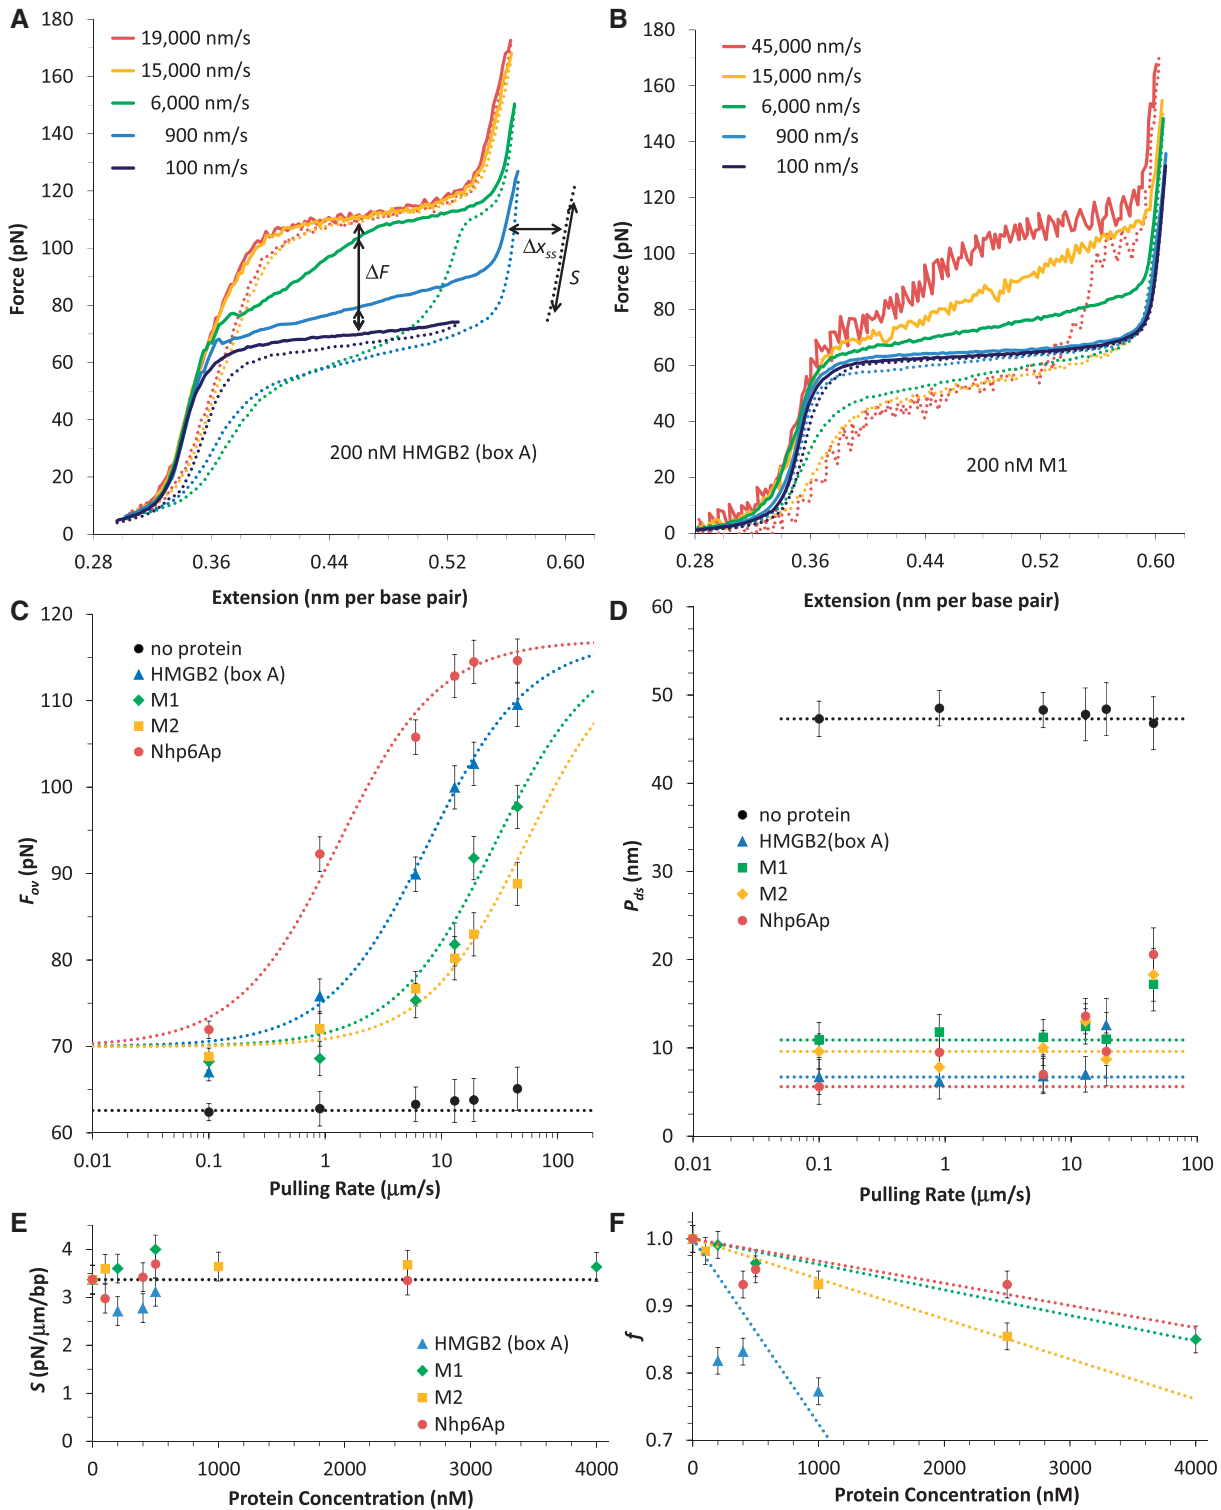 A
180
160
140
120
100
80
60
40
20
0
Force (pN)
19,000 nm/s
15,000 nm/s
6,000 nm/s
900 nm/s
100 nm/s
ΔF
Δxss
S
200 nM HMGB2 (box A)
0.28
0.36
0.44
0.52
0.60
Extension (nm per base pair)
B
180
160
140
120
100
80
60
40
20
0
Force (pN)
45,000 nm/s
15,000 nm/s
6,000 nm/s
900 nm/s
100 nm/s
200 nM M1
0.28
0.36
0.44
0.52
0.60
Extension (nm per base pair)
C
120
110
100
90
80
70
60
Fov (pN)
no protein
HMGB2 (box A)
M1
M2
Nhp6Ap
0.01
0.1
1
10
100
Pulling Rate (μm/s)
D
60
50
40
30
20
10
0
Pds (nm)
no protein
HMGB2(box A)
M1
M2
Nhp6Ap
0.01
0.1
1
10
100
Pulling Rate (μm/s)
E
4
3
2
1
0
S (pN/μm/bp)
HMGB2 (box A)
M1
M2
Nhp6Ap
0
1000
2000
3000
4000
Protein Concentration (nM)
F
1.0
0.9
0.8
0.7
f
0
1000
2000
3000
4000
Protein Concentration (nM)